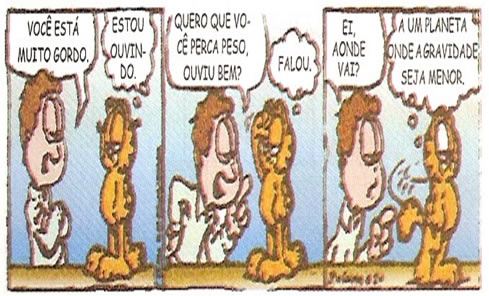 VOCÊ ESTÁ
MUITO GORDO.
ESTOU
OUVIN-
DO.
QUERO QUE VO-
CÊ PERCA PESO,
OUVIU BEM?
FALOU.
EI,
AONDE
VAI?
A UM PLANETA
ONDE A GRAVIDADE
SEJA MENOR.